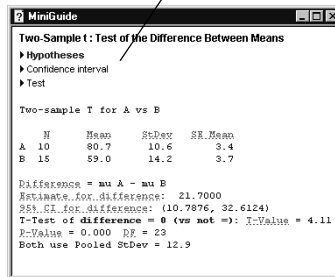 MiniGuide
Two-Sample t : Test of the Difference Between Means
Hypotheses
Confidence interval
Test
Two-sample T for A vs B
N Mean StDev SE Mean
A 10 80.7 10.6 3.4
B 15 59.0 14.2 3.7
Difference = mu A - mu B
Estimate for difference: 21.7000
95% CI for difference: (10.7876, 32.6124)
T-Test of difference = 0 (vs not =): T-Value = 4.11
P-Value = 0.000 DF = 23
Both use Pooled StDev = 12.9